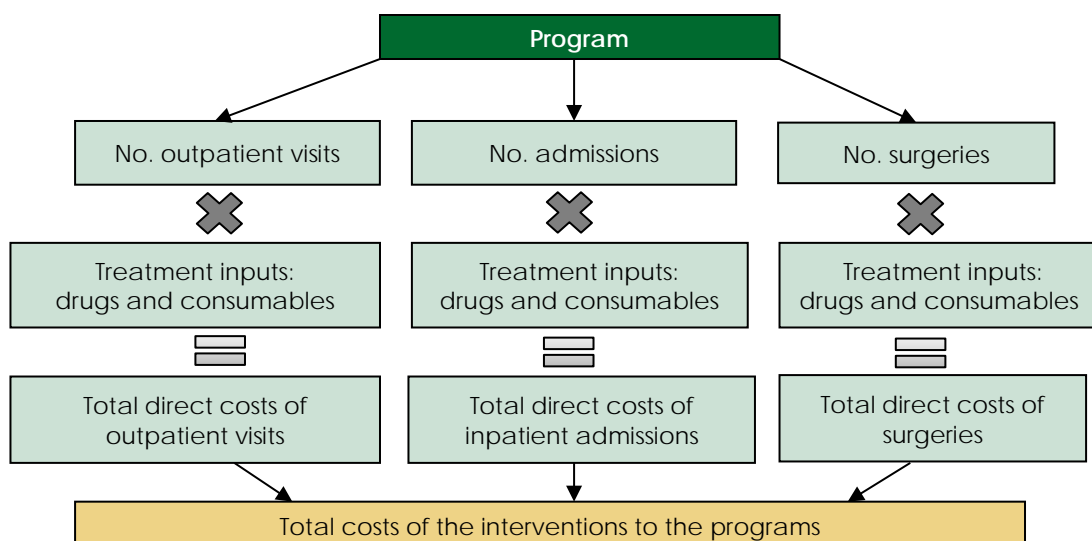 Program
No. outpatient visits
No. admissions
No. surgeries
Treatment inputs:
drugs and consumables
Treatment inputs:
drugs and consumables
Treatment inputs:
drugs and consumables
Total direct costs of
outpatient visits
Total direct costs of
inpatient admissions
Total direct costs of
surgeries
Total costs of the interventions to the programs